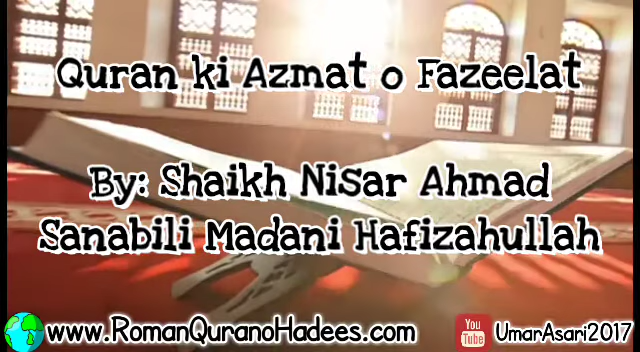 Quran ki Azmat o Fazeelat
By: Shaikh Nisar Ahmad
Sanabili Madani Hafizahullah
www.RomanQuranoHadees.com
You Tube UmarAsari2017